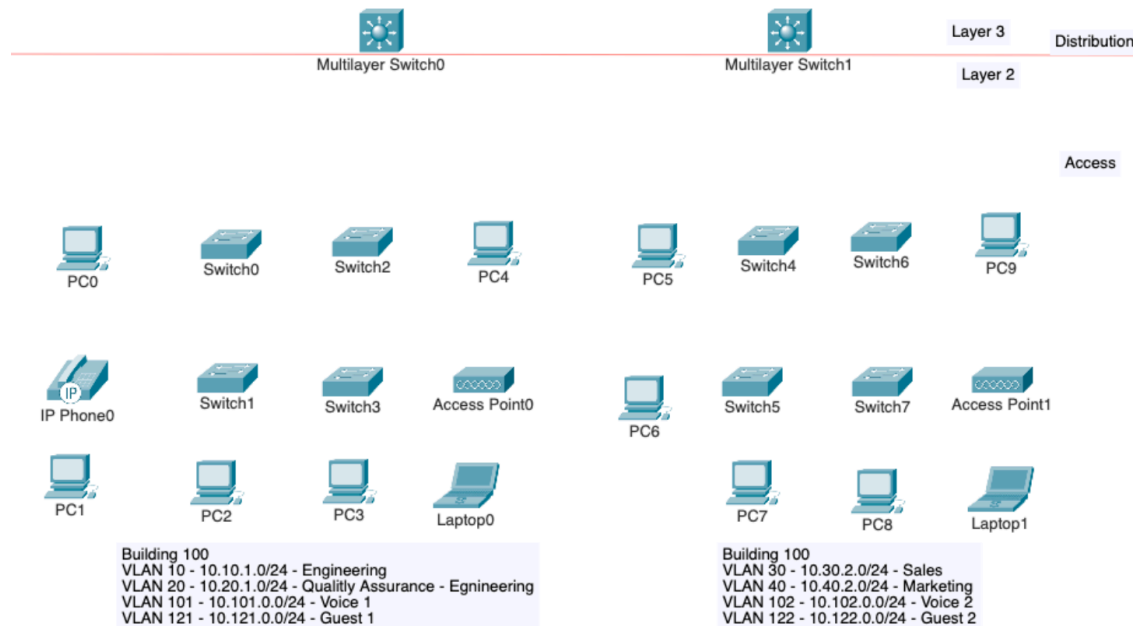 Layer 3
Distribution
Multilayer Switch0
Multilayer Switch1
Layer 2
Access
PC0
Switch0
Switch2
PC4
PC5
Switch4
Switch6
PC9
IP
IP Phone0
Switch1
Switch3
Access Point0
PC6
Switch5
Switch7
Access Point1
PC1
PC2
PC3
Laptop0
PC7
PC8
Laptop1
Building 100
VLAN 10 - 10.10.1.0/24 - Engineering
VLAN 20 - 10.20.1.0/24 - Qualitly Assurance - Egnineering
VLAN 101 - 10.101.0.0/24 - Voice 1
VLAN 121 - 10.121.0.0/24 - Guest 1
Building 100
VLAN 30 - 10.30.2.0/24 - Sales
VLAN 40 - 10.40.2.0/24 - Marketing
VLAN 102 - 10.102.0.0/24 - Voice 2
VLAN 122 - 10.122.0.0/24 - Guest 2